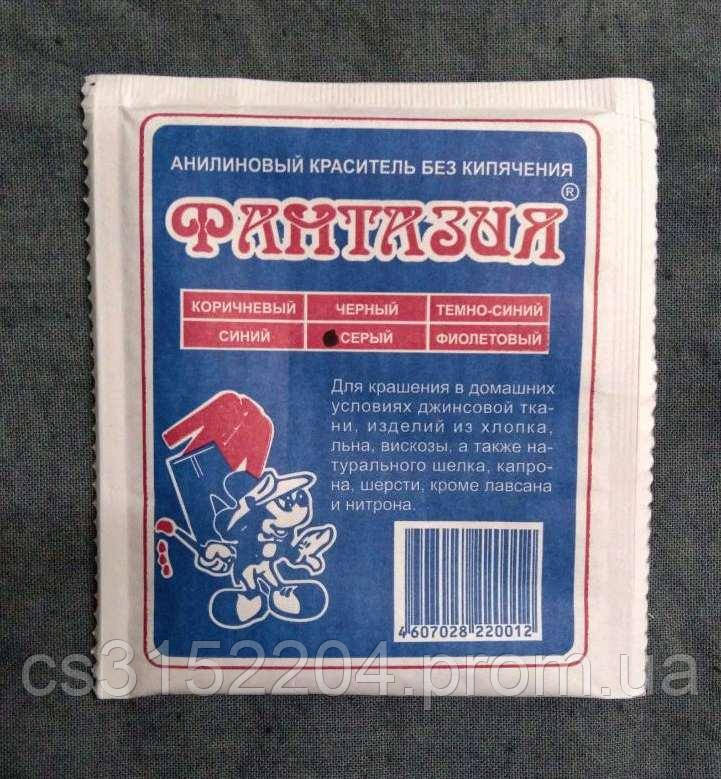 АНИЛИНОВЫЙ КРАСИТЕЛЬ БЕЗ КИПЯЧЕНИЯ
ФАНТАЗИЯ®
КОРИЧНЕВЫЙ ЧЕРНЫЙ ТЕМНО-СИНИЙ
СИНИЙ СЕРЫЙ ФИОЛЕТОВЫЙ
Для крашения в домашних
условиях джинсовой тка-
ни, изделий из хлопка,
льна, вискозы, а также на-
турального шелка, капро-
на, шерсти, кроме лавсана
и нитрона.
4607028 220012
cs3152204.prom.ua